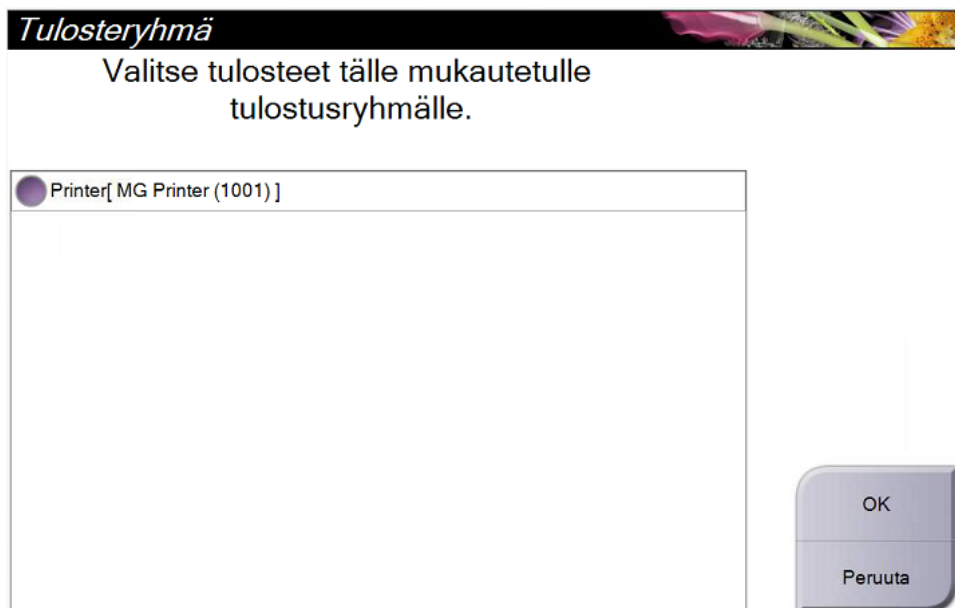 Tulosteryhmä
Valitse tulosteet tälle mukautetulle
tulostusryhmälle.
Printer[ MG Printer (1001) ]
OK
Peruuta